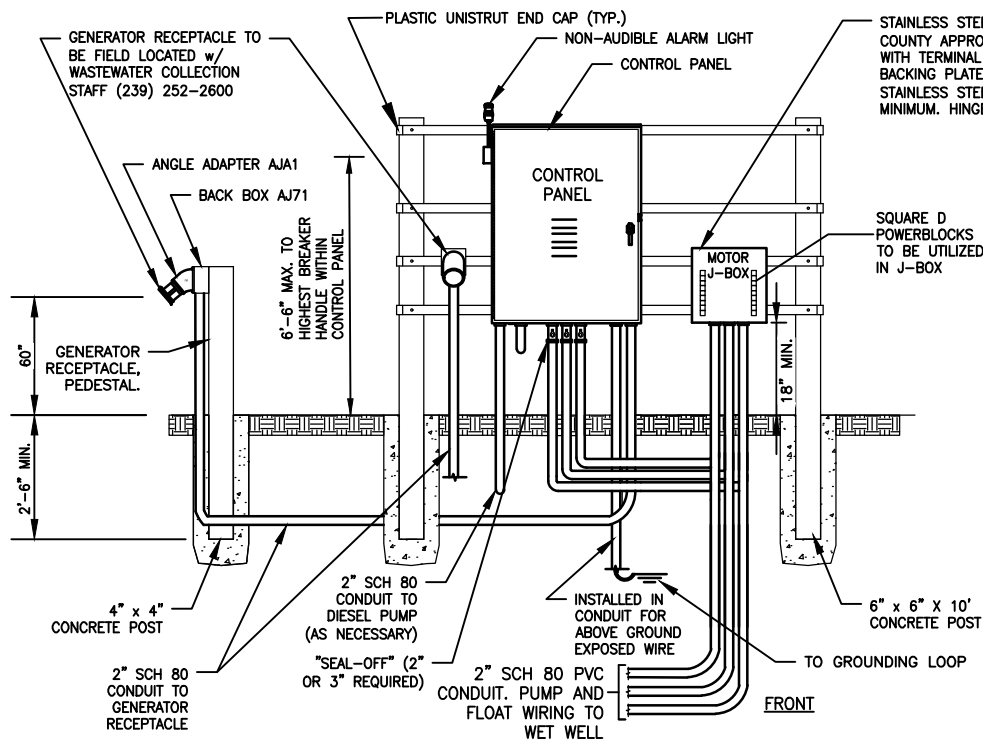 PLASTIC UNISTRUT END CAP (TYP.)
GENERATOR RECEPTACLE TO
BE FIELD LOCATED w/
WASTEWATER COLLECTION
STAFF (239) 252-2600
NON-AUDIBLE ALARM LIGHT
CONTROL PANEL
STAINLESS STEE
COUNTY APPRO
WITH TERMINAL
BACKING PLATE
STAINLESS STEE
MINIMUM. HINGE
ANGLE ADAPTER AJA1
BACK BOX AJ71
CONTROL
PANEL
6'-6" MAX. TO
HIGHEST BREAKER
HANDLE WITHIN
CONTROL PANEL
SQUARE D
POWERBLOCKS
TO BE UTILIZED
IN J-BOX
MOTOR
J-BOX
60"
GENERATOR
RECEPTACLE,
PEDESTAL.
18" MIN.
2'-6" MIN.
4" x 4"
CONCRETE POST
2" SCH 80
CONDUIT TO
DIESEL PUMP
(AS NECESSARY)
INSTALLED IN
CONDUIT FOR
ABOVE GROUND
EXPOSED WIRE
6" x 6" X 10'
CONCRETE POST
TO GROUNDING LOOP
2" SCH 80
CONDUIT TO
GENERATOR
RECEPTACLE
"SEAL-OFF" (2"
OR 3" REQUIRED)
2" SCH 80 PVC
CONDUIT. PUMP AND
FLOAT WIRING TO
WET WELL
FRONT